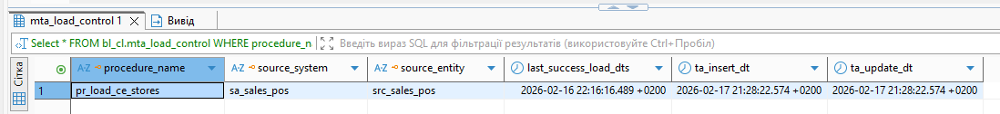 mta_load_control 1 Вивід
Select * FROM bl_cl.mta_load_control WHERE procedure_n Введіть вираз SQL для фільтрації результатів (використовуйте Ctrl+Пробіл)
Сітка
A-Z procedure_name A-Z source_system A-Z source_entity last_success_load_dts ta_insert_dt ta_update_dt
1 pr_load_ce_stores sa_sales_pos src_sales_pos 2026-02-16 22:16:16.489 +0200 2026-02-17 21:28:22.574 +0200 2026-02-17 21:28:22.574 +0200